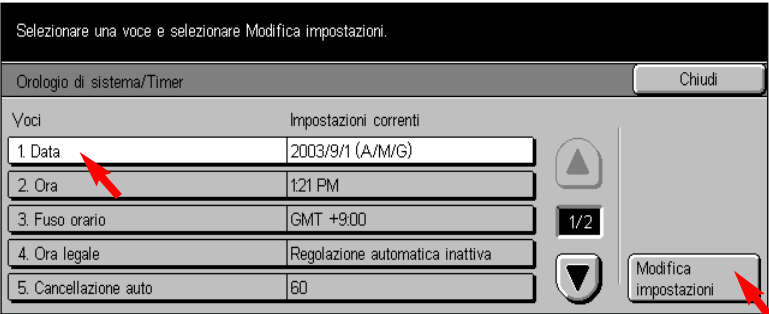 Selezionare una voce e selezionare Modifica impostazioni.
Orologio di sistema/Timer Chiudi
Voci Impostazioni correnti
1. Data 2003/9/1 (A/M/G)
2. Ora 1:21 PM
3. Fuso orario GMT +9:00
1/2
4. Ora legale Regolazione automatica inattiva
5. Cancellazione auto 60
Modifica
impostazioni